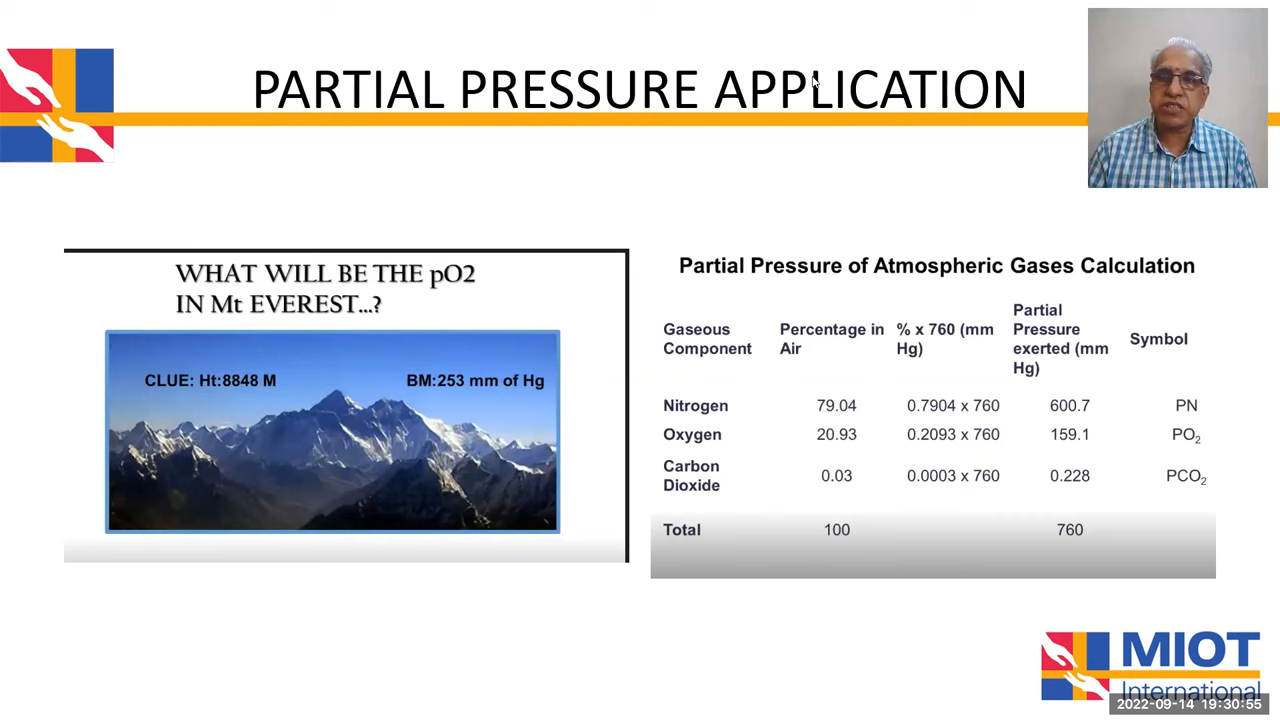 PARTIAL PRESSURE APPLICATION
WHAT WILL BE THE pO2
IN Mt EVEREST...?
CLUE: Ht:8848 M
BM:253 mm of Hg
Partial Pressure of Atmospheric Gases Calculation
Gaseous Component Percentage in Air % x 760 (mm Hg) Partial Pressure exerted (mm Hg) Symbol
Nitrogen 79.04 0.7904 x 760 600.7 PN
Oxygen 20.93 0.2093 x 760 159.1 PO₂
Carbon Dioxide 0.03 0.0003 x 760 0.228 PCO₂
Total 100 760
MIOT
International
2022-09-14 19:30:55